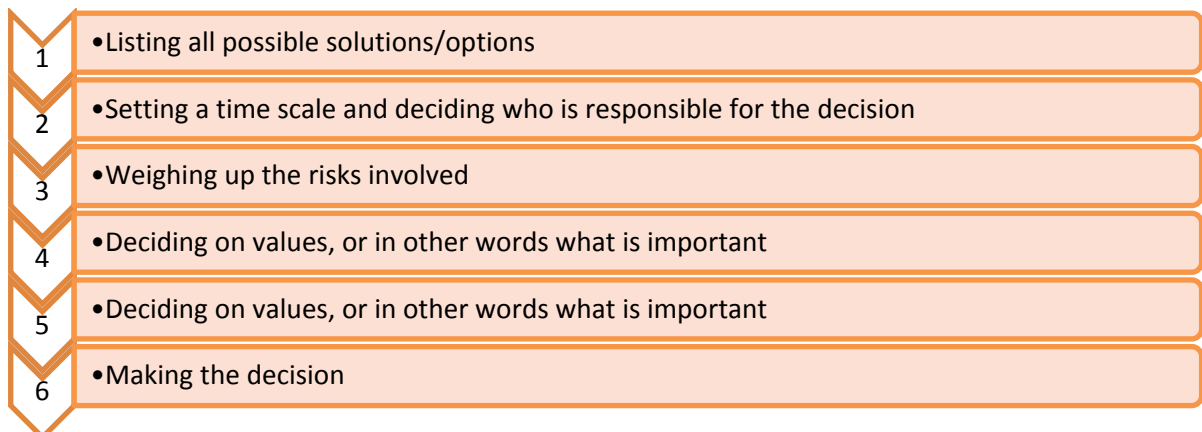 1 •Listing all possible solutions/options
2 •Setting a time scale and deciding who is responsible for the decision
3 •Weighing up the risks involved
4 •Deciding on values, or in other words what is important
5 •Deciding on values, or in other words what is important
6 •Making the decision